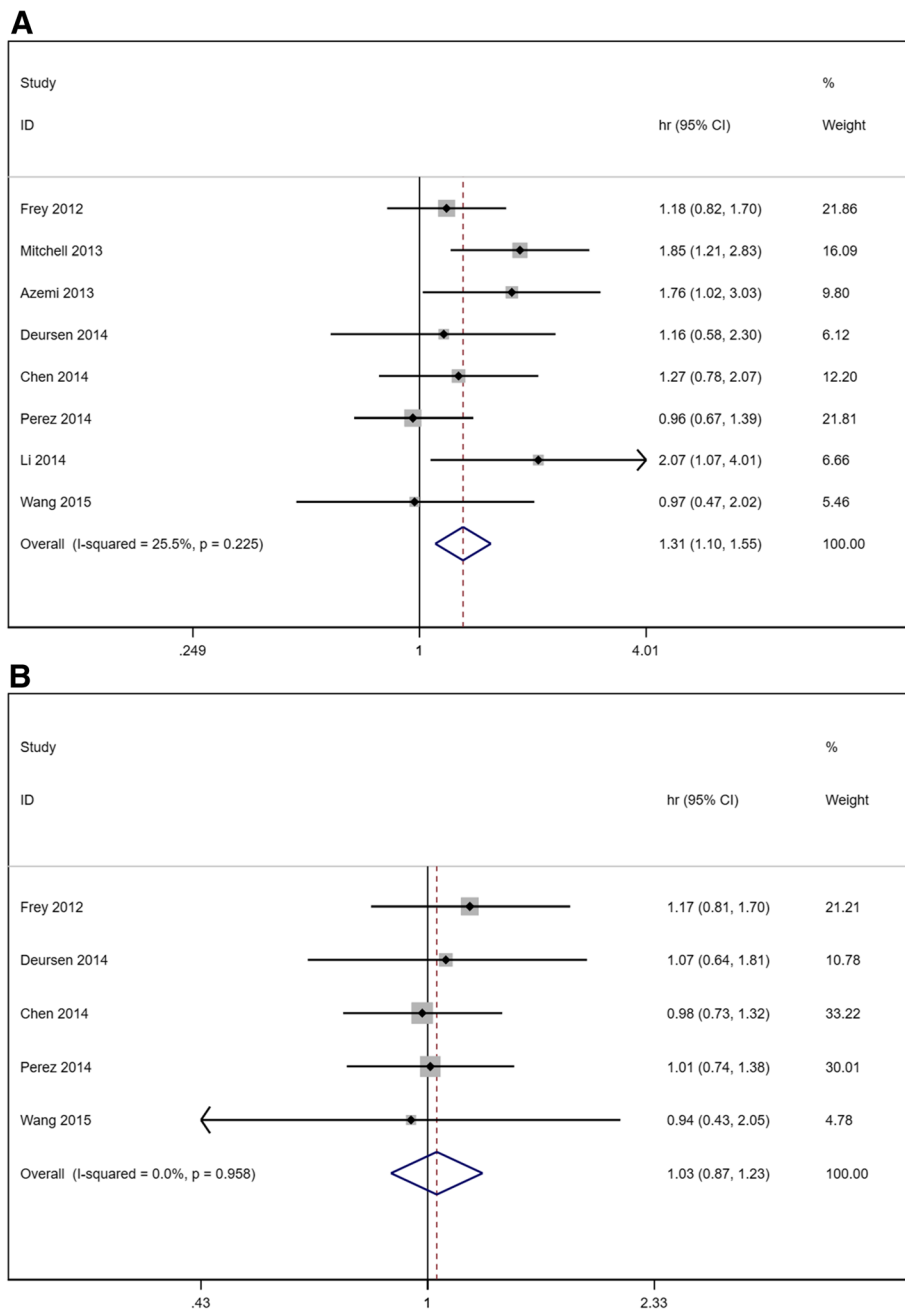 A
Study %
ID hr (95% CI) Weight
Frey 2012 1.18 (0.82, 1.70) 21.86
Mitchell 2013 1.85 (1.21, 2.83) 16.09
Azemi 2013 1.76 (1.02, 3.03) 9.80
Deursen 2014 1.16 (0.58, 2.30) 6.12
Chen 2014 1.27 (0.78, 2.07) 12.20
Perez 2014 0.96 (0.67, 1.39) 21.81
Li 2014 2.07 (1.07, 4.01) 6.66
Wang 2015 0.97 (0.47, 2.02) 5.46
Overall (I-squared = 25.5%, p = 0.225) 1.31 (1.10, 1.55) 100.00
.249 1 4.01
B
Study %
ID hr (95% CI) Weight
Frey 2012 1.17 (0.81, 1.70) 21.21
Deursen 2014 1.07 (0.64, 1.81) 10.78
Chen 2014 0.98 (0.73, 1.32) 33.22
Perez 2014 1.01 (0.74, 1.38) 30.01
Wang 2015 0.94 (0.43, 2.05) 4.78
Overall (I-squared = 0.0%, p = 0.958) 1.03 (0.87, 1.23) 100.00
.43 1 2.33